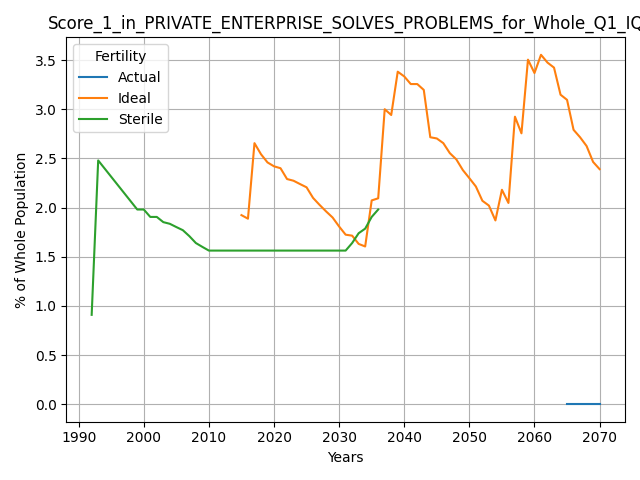 Score_1_in_PRIVATE_ENTERPRISE_SOLVES_PROBLEMS_for_Whole_Q1_IQ
Fertility
Actual
Ideal
Sterile
% of Whole Population
3.5
3.0
2.5
2.0
1.5
1.0
0.5
0.0
1990 2000 2010 2020 2030 2040 2050 2060 2070
Years